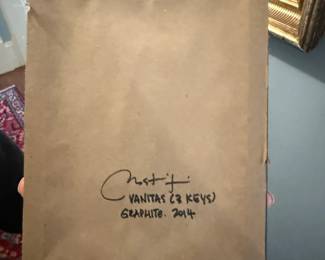 VANITAS (3 KEYS)
GRAPHITE. 2014